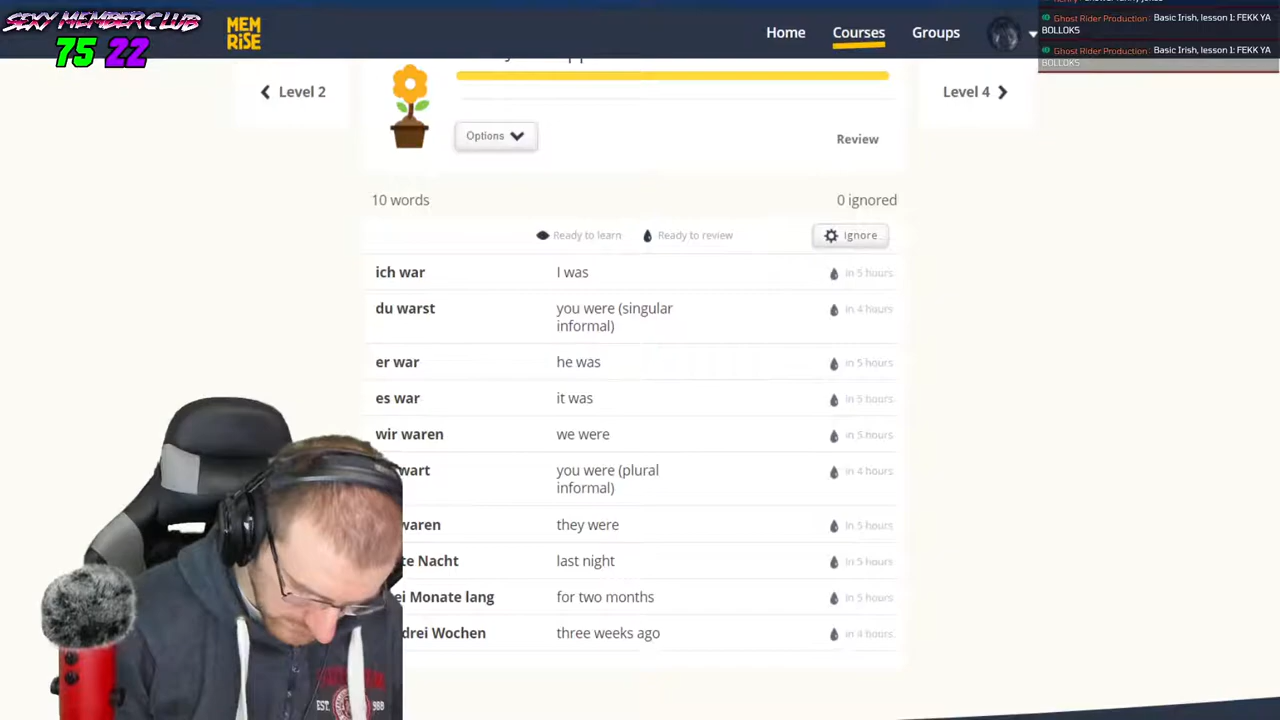 SEXY MEMBER CLUB
75 22
MEM
RiSE
Home
Courses
Groups
Ghost Rider Production: Basic Irish, lesson 1: FEKK YA
BOLLOKS
Ghost Rider Production: Basic Irish, lesson 1: FEKK YA
BOLLOKS
Level 2
Level 4
Options
Review
10 words
0 ignored
Ready to learn
Ready to review
Ignore
ich war I was in 5 hours
du warst you were (singular
informal) in 4 hours
er war he was in 5 hours
es war it was in 5 hours
wir waren we were in 5 hours
wart you were (plural
informal) in 4 hours
waren they were in 5 hours
Nacht last night in 5 hours
Monate lang for two months in 5 hours
drei Wochen three weeks ago in 4 hours
EST.